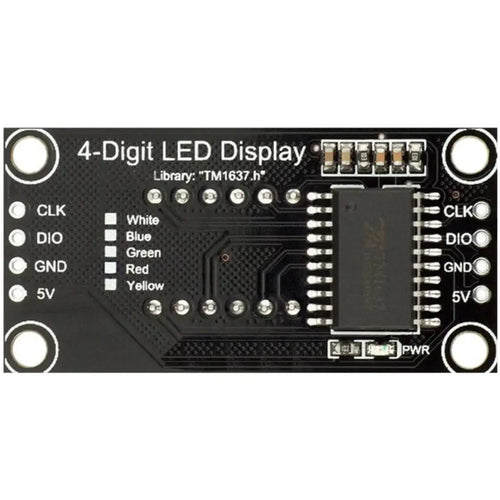 4-Digit LED Display
Library: "TM1637.h"
CLK
DIO
GND
5V
White
Blue
Green
Red
Yellow
CLK
DIO
GND
5V
PWR